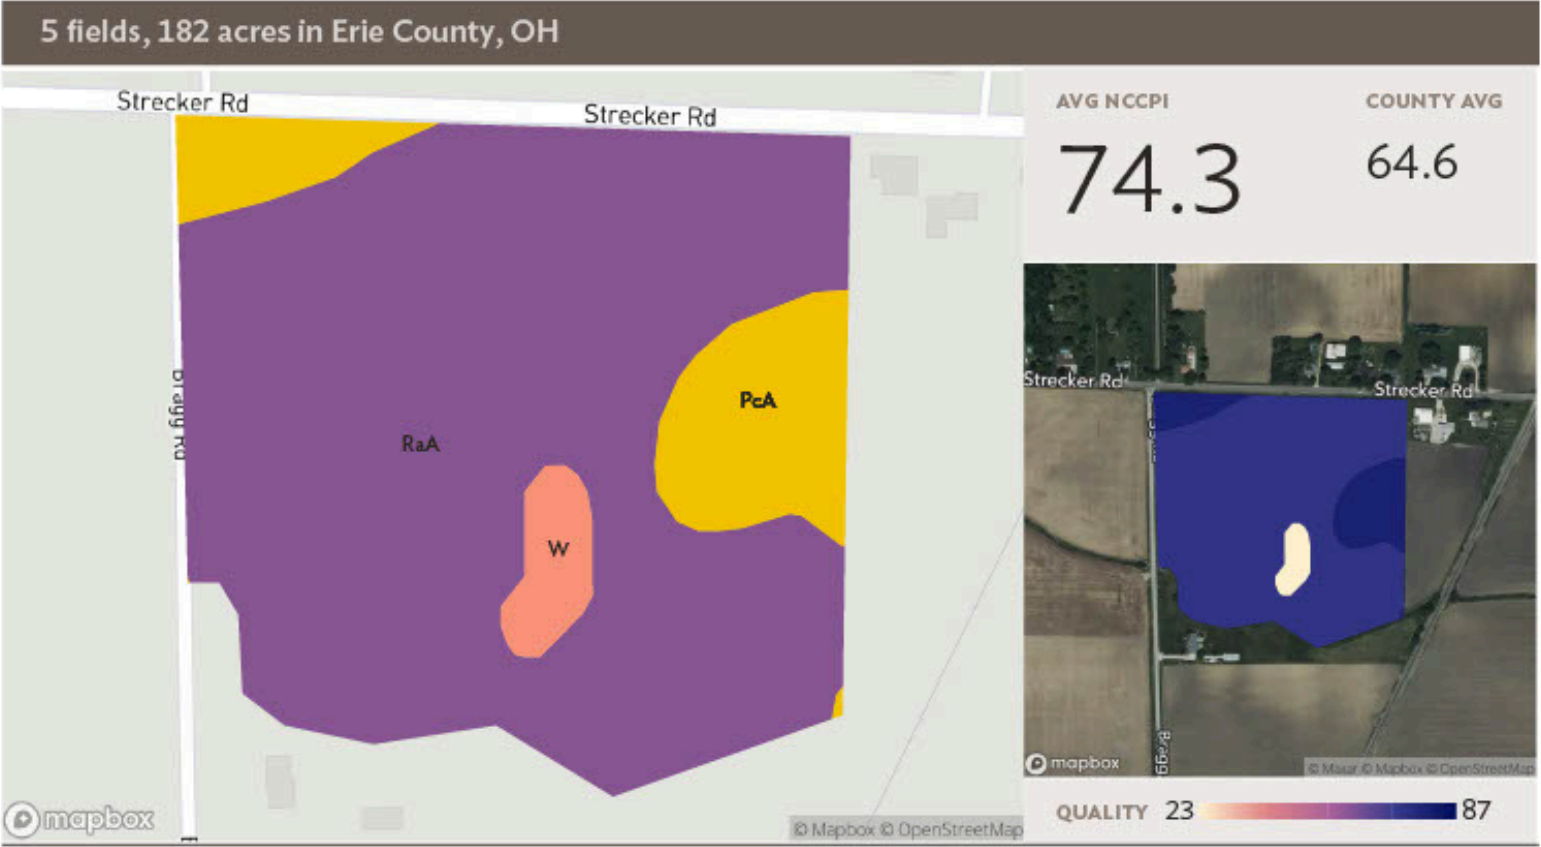 5 fields, 182 acres in Erie County, OH
Strecker Rd
Strecker Rd
Bragg Rd
RaA
PcA
W
mapbox
© Mapbox © OpenStreetMap
AVG NCCPI
COUNTY AVG
74.3
64.6
Strecker Rd
Strecker Rd
Bragg
mapbox
© Maxar © Mapbox © OpenStreetMap
QUALITY 23 87